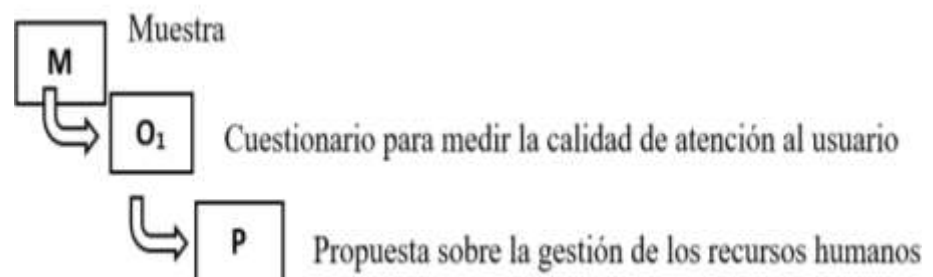 Muestra
M
O₁ Cuestionario para medir la calidad de atención al usuario
P Propuesta sobre la gestión de los recursos humanos